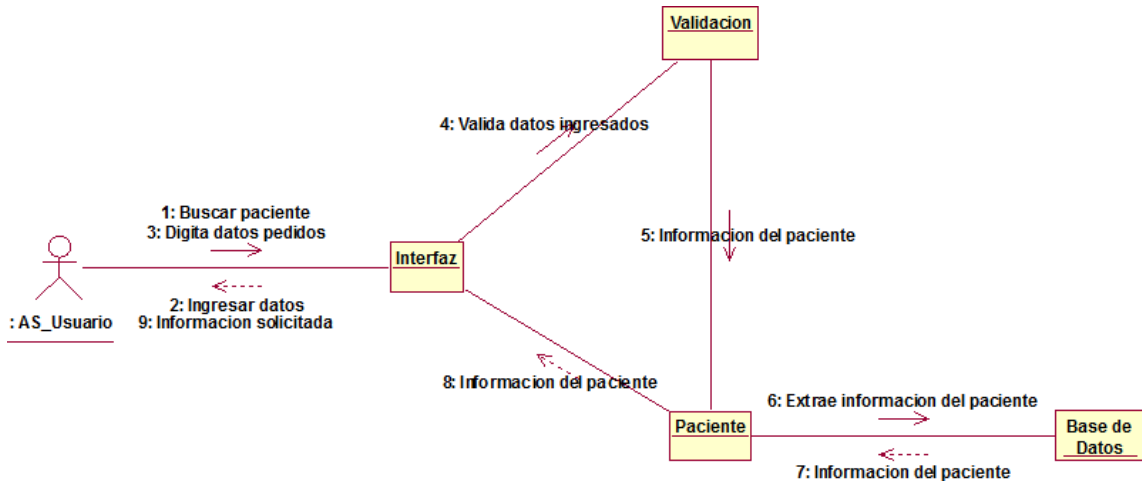 Validacion
4: Valida datos ingresados
1: Buscar paciente
3: Digita datos pedidos
5: Informacion del paciente
Interfaz
2: Ingresar datos
9: Informacion solicitada
: AS_Usuario
8: Informacion del paciente
6: Extrae informacion del paciente
Paciente
Base de
Datos
7: Informacion del paciente